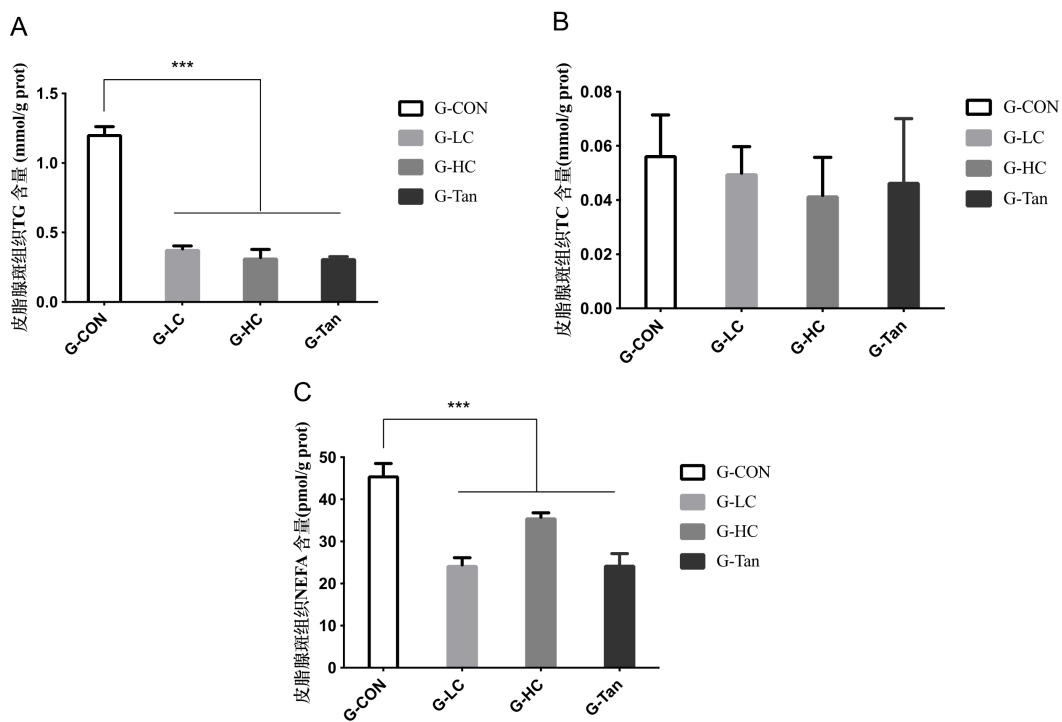 A
皮脂腺斑组织TG 含量 (mmol/g prot)
1.5
1.0
0.5
0.0
***
G-CON
G-LC
G-HC
G-Tan
G-CON
G-LC
G-HC
G-Tan
B
皮脂腺斑组织TC 含量(mmol/g prot)
0.08
0.06
0.04
0.02
0.00
G-CON
G-LC
G-HC
G-Tan
G-CON
G-LC
G-HC
G-Tan
C
皮脂腺斑组织NEFA 含量(pmol/g prot)
50
40
30
20
10
0
***
G-CON
G-LC
G-HC
G-Tan
G-CON
G-LC
G-HC
G-Tan